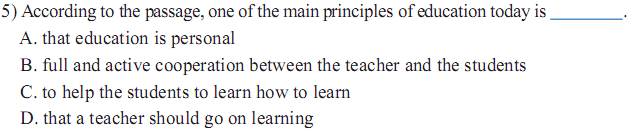 5) According to the passage, one of the main principles of education today is ________.
A. that education is personal
B. full and active cooperation between the teacher and the students
C. to help the students to learn how to learn
D. that a teacher should go on learning